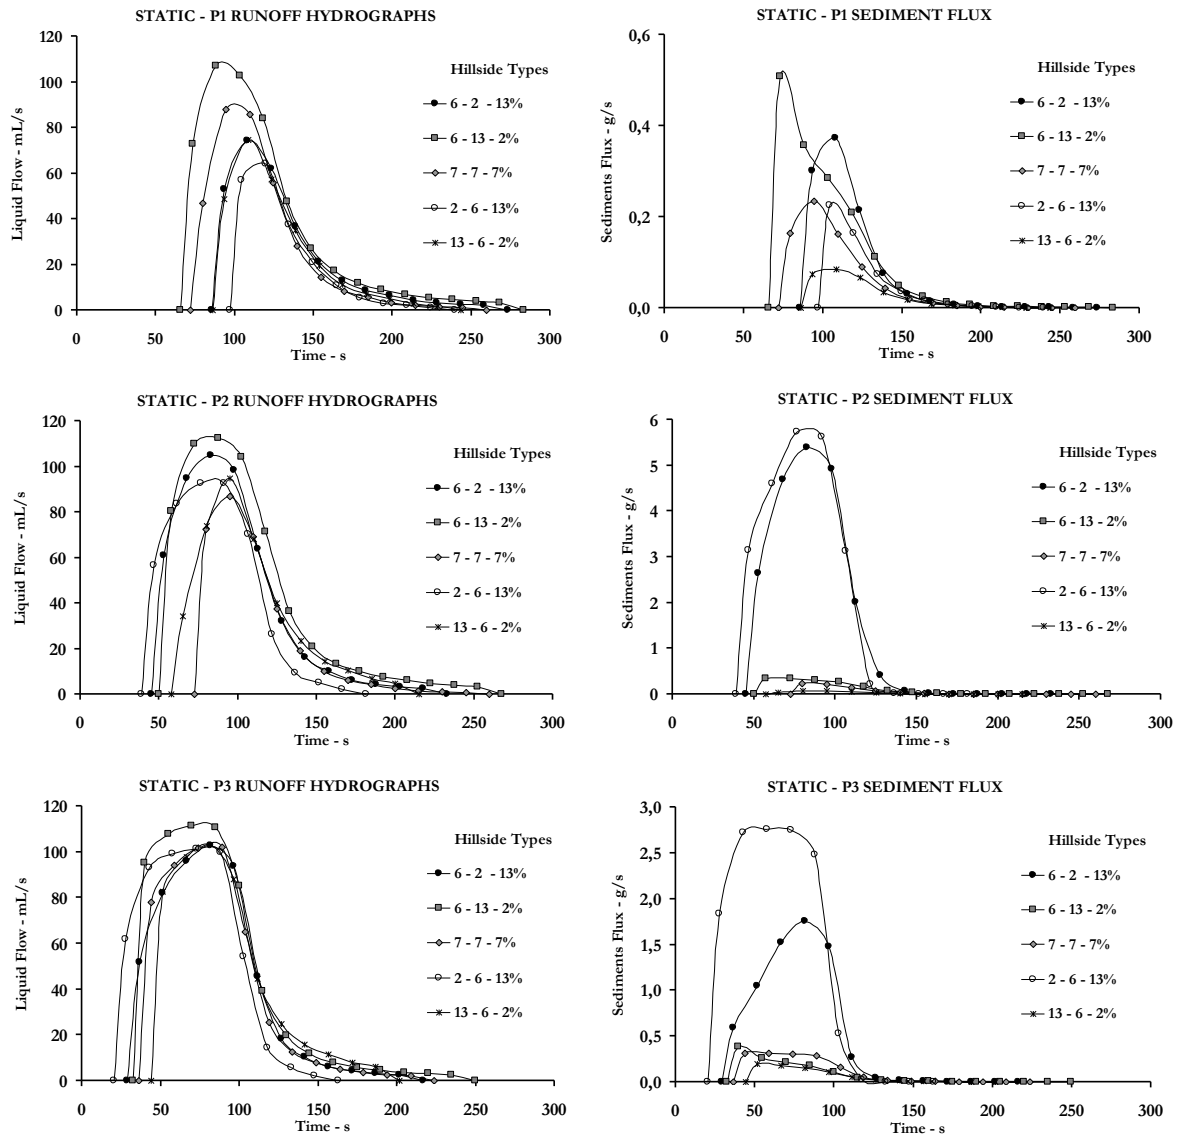 STATIC - P1 RUNOFF HYDROGRAPHS
Liquid Flow - mL/s
120
100
80
60
40
20
0
0 50 100 150 200 250 300
Time - s
Hillside Types
6 - 2 - 13%
6 - 13 - 2%
7 - 7 - 7%
2 - 6 - 13%
13 - 6 - 2%
STATIC - P1 SEDIMENT FLUX
Sediments Flux - g/s
0,6
0,4
0,2
0,0
0 50 100 150 200 250 300
Time - s
Hillside Types
6 - 2 - 13%
6 - 13 - 2%
7 - 7 - 7%
2 - 6 - 13%
13 - 6 - 2%
STATIC - P2 RUNOFF HYDROGRAPHS
Liquid Flow - mL/s
120
100
80
60
40
20
0
0 50 100 150 200 250 300
Time - s
Hillside Types
6 - 2 - 13%
6 - 13 - 2%
7 - 7 - 7%
2 - 6 - 13%
13 - 6 - 2%
STATIC - P2 SEDIMENT FLUX
Sediments Flux - g/s
6
5
4
3
2
1
0
0 50 100 150 200 250 300
Time - s
Hillside Types
6 - 2 - 13%
6 - 13 - 2%
7 - 7 - 7%
2 - 6 - 13%
13 - 6 - 2%
STATIC - P3 RUNOFF HYDROGRAPHS
Liquid Flow - mL/s
120
100
80
60
40
20
0
0 50 100 150 200 250 300
Time - s
Hillside Types
6 - 2 - 13%
6 - 13 - 2%
7 - 7 - 7%
2 - 6 - 13%
13 - 6 - 2%
STATIC - P3 SEDIMENT FLUX
Sediments Flux - g/s
3,0
2,5
2,0
1,5
1,0
0,5
0,0
0 50 100 150 200 250 300
Time - s
Hillside Types
6 - 2 - 13%
6 - 13 - 2%
7 - 7 - 7%
2 - 6 - 13%
13 - 6 - 2%